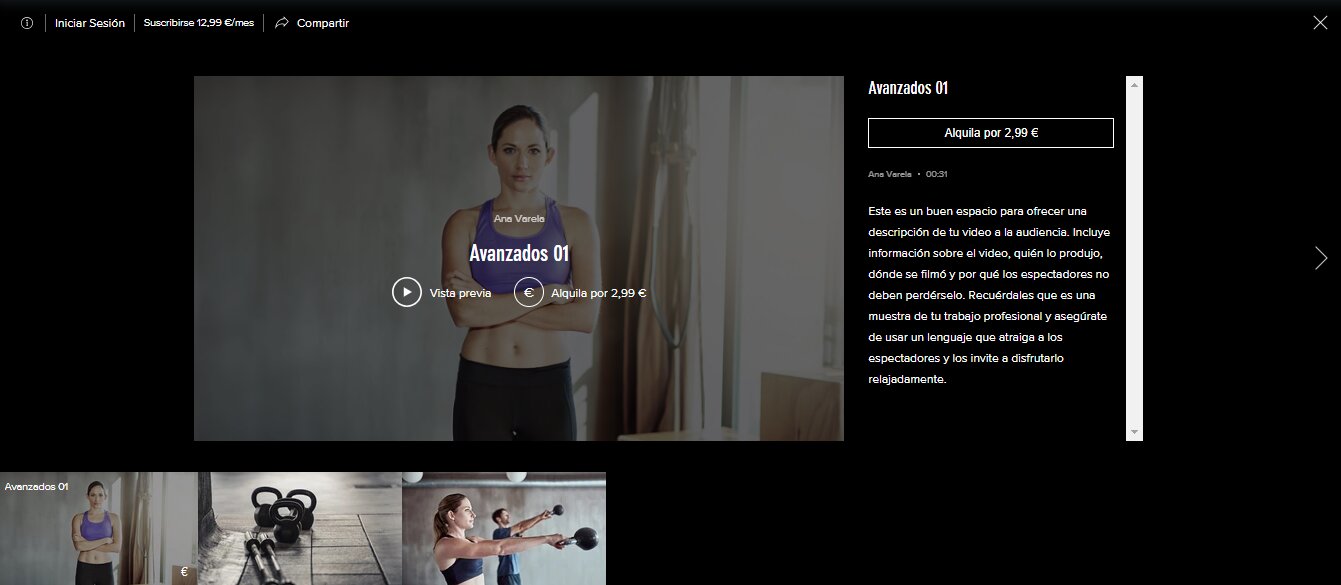 Iniciar Sesión
Suscribirse 12,99 €/mes
Compartir
Ana Varela
Avanzados 01
Vista previa
€
Alquila por 2,99 €
Avanzados 01
Alquila por 2,99 €
Ana Varela • 00:31
Este es un buen espacio para ofrecer una
descripción de tu video a la audiencia. Incluye
información sobre el video, quién lo produjo,
dónde se filmó y por qué los espectadores no
deben perdérselo. Recuérdales que es una
muestra de tu trabajo profesional y asegúrate
de usar un lenguaje que atraiga a los
espectadores y los invite a disfrutarlo
relajadamente.
Avanzados 01
€